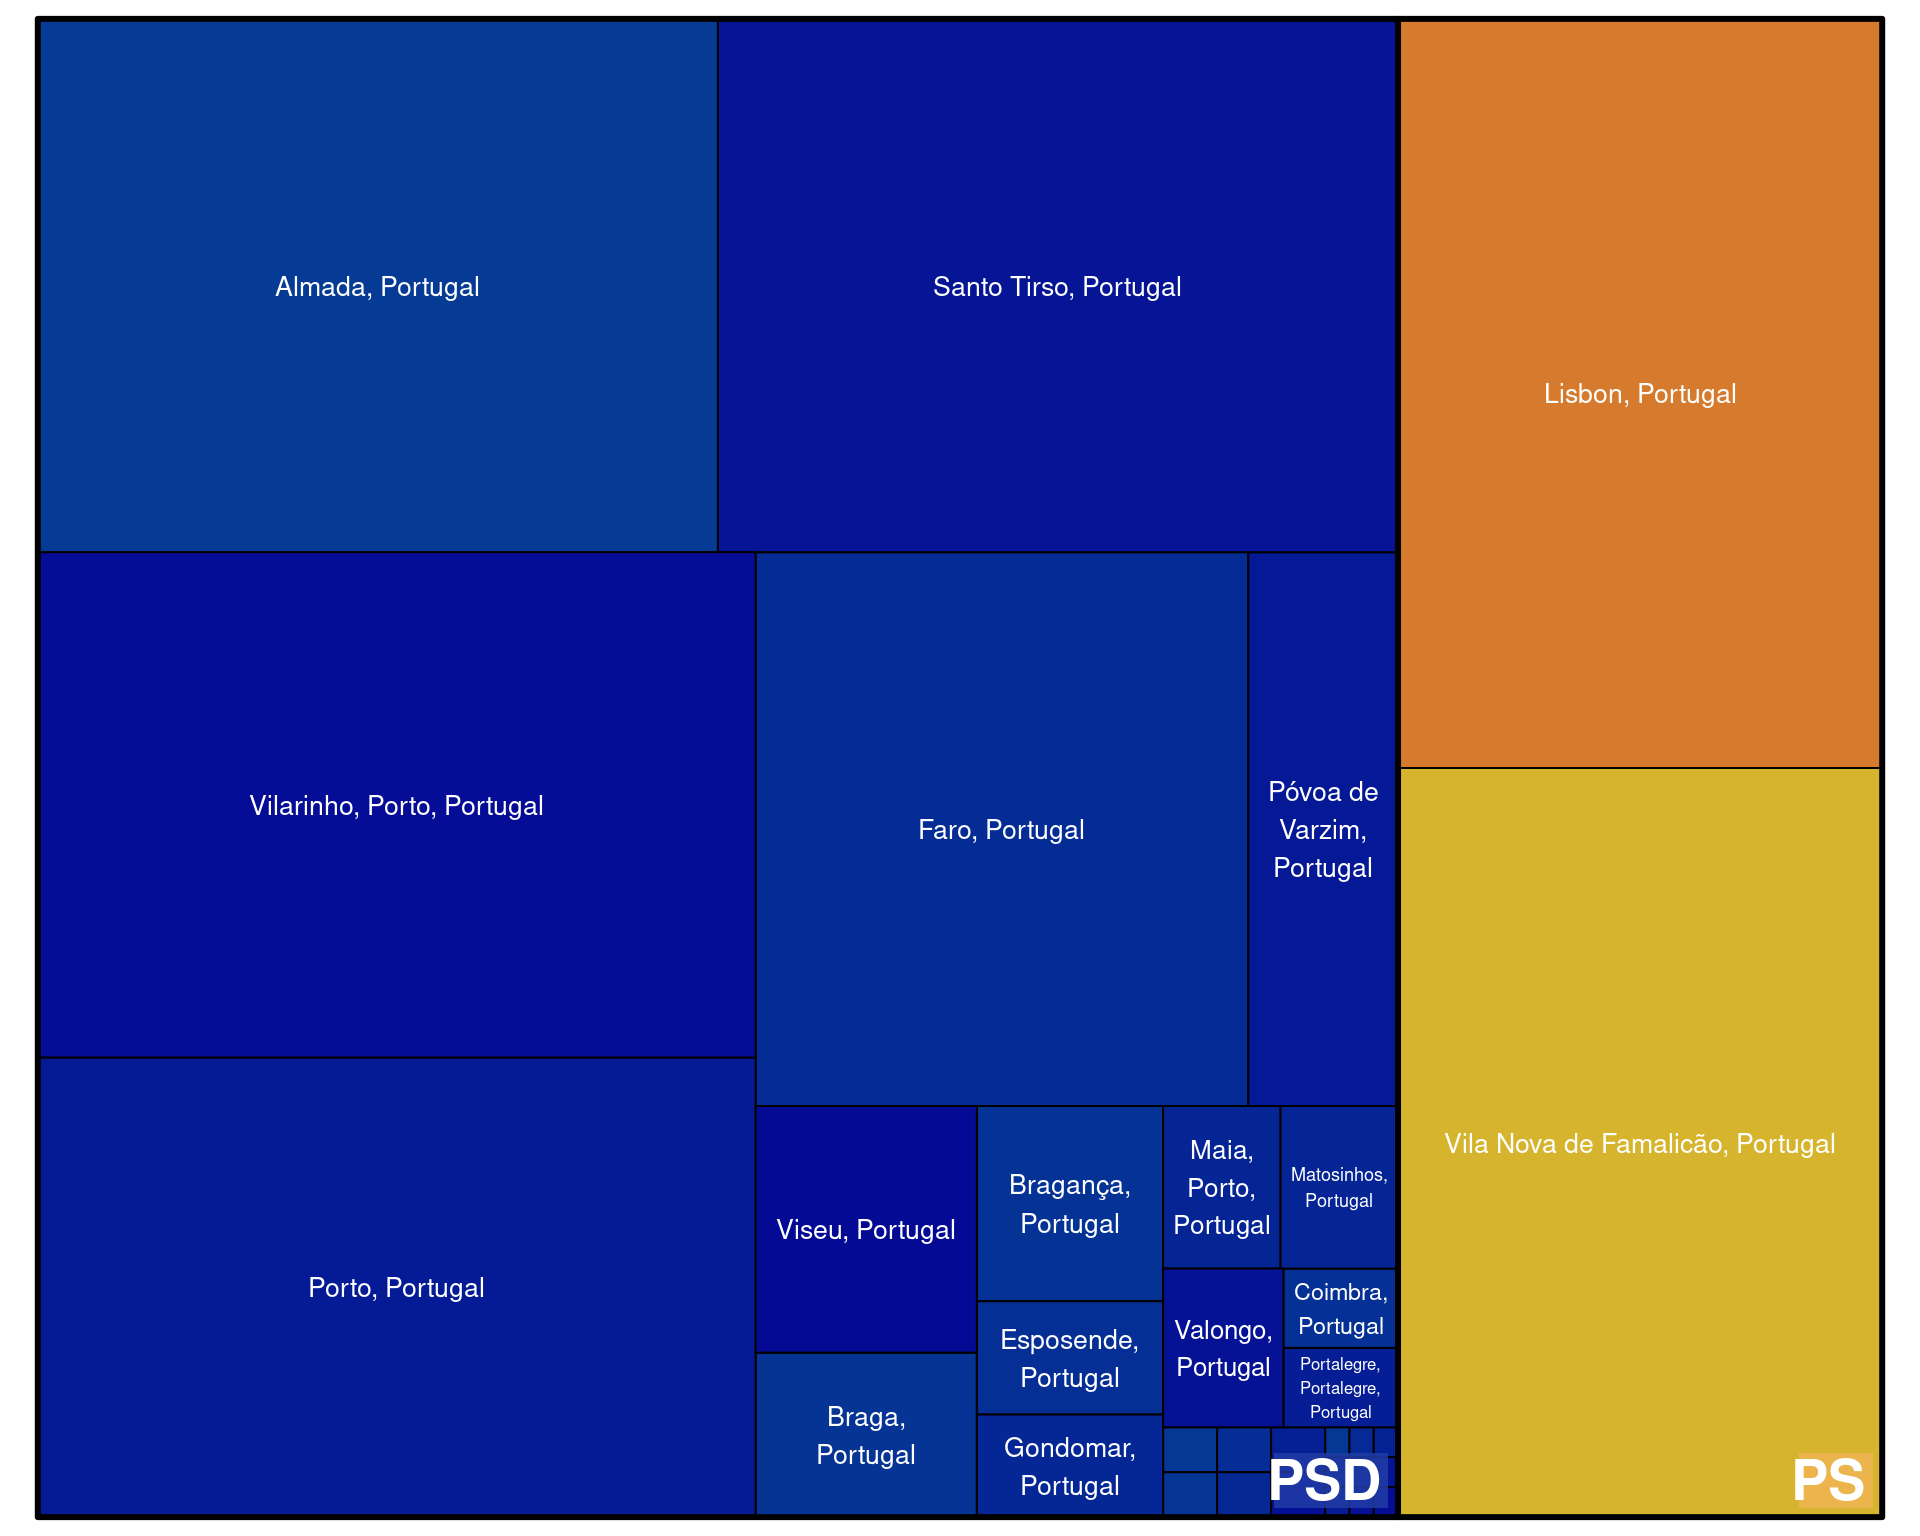 Almada, Portugal
Santo Tirso, Portugal
Lisbon, Portugal
Vilarinho, Porto, Portugal
Faro, Portugal
Póvoa de
Varzim,
Portugal
Vila Nova de Famalicão, Portugal
Porto, Portugal
Viseu, Portugal
Bragança,
Portugal
Maia,
Porto,
Portugal
Matosinhos,
Portugal
Esposende,
Portugal
Valongo,
Portugal
Coimbra,
Portugal
Portalegre,
Portalegre,
Portugal
Braga,
Portugal
Gondomar,
Portugal
PSD
PS